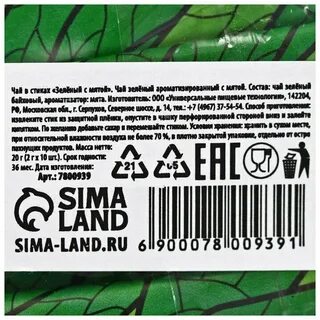 Чай в стиках «Зелёный с мятой». Чай зелёный ароматизированный с мятой. Состав: чай зелёный
байховый, ароматизатор: мята. Изготовитель: ООО «Универсальные пищевые технологии», 142204,
РФ, Московская обл., г. Серпухов, Северное шоссе, д. 14, тел.: +7 (4967) 37-54-54. Способ приготовления:
извлеките стик из защитной плёнки, опустите в чашку перфорированной стороной вниз и залейте
кипятком. По желанию добавьте сахар и перемешайте стиком. Условия хранения: хранить в сухом месте,
при относительной влажности воздуха не более 70 %, в плотно закрытой упаковке, отдельно от остро
пахнущих продуктов. Масса нетто:
20 г (2 г х 10 шт.). Срок годности:
36 мес. Дата изготовления:
Арт.: 7800939
21
5
EAC
SIMA
LAND
SIMA-LAND.RU
6 900078 009391